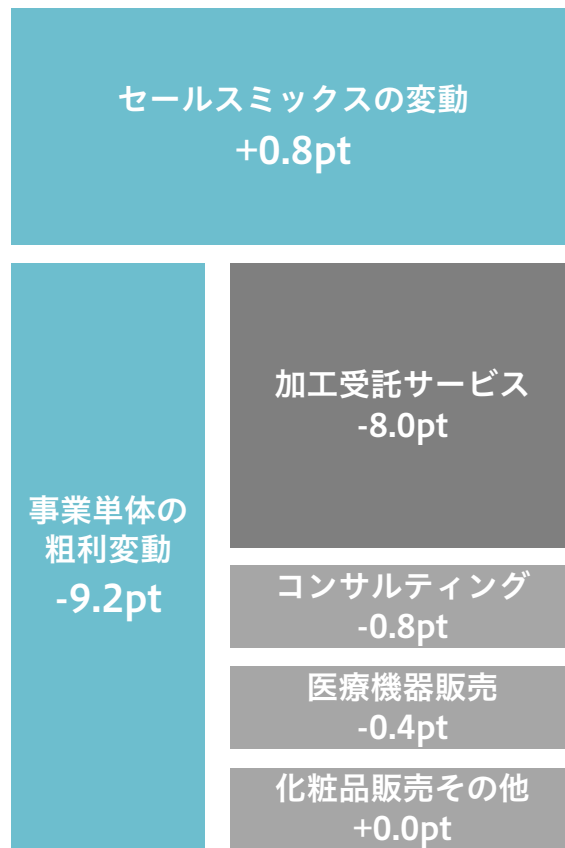 セールスミックスの変動
+0.8pt
事業単体の
粗利変動
-9.2pt
加工受託サービス
-8.0pt
コンサルティング
-0.8pt
医療機器販売
-0.4pt
化粧品販売その他
+0.0pt